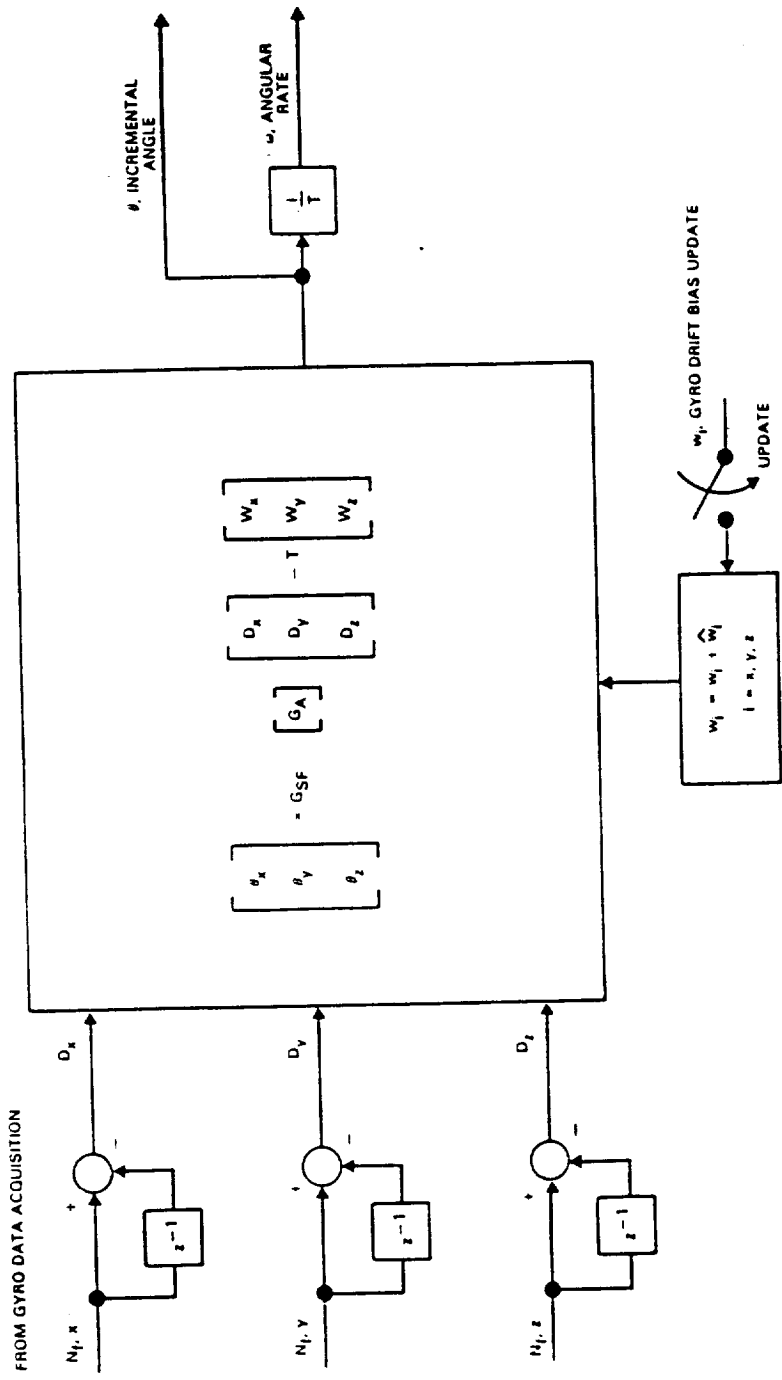 FROM GYRO DATA ACQUISITION
N_f, x
+
−
z⁻¹
D_x
N_f, y
+
−
z⁻¹
D_y
N_f, z
+
−
z⁻¹
D_z
[θ_x θ_y θ_z] = G_SF [G_A] [D_x D_y D_z] − T [W_x W_y W_z]
θ, INCREMENTAL
ANGLE
1/T
ω, ANGULAR
RATE
w_i = w_i + ŵ_i
i = x, y, z
w_i, GYRO DRIFT BIAS UPDATE
UPDATE